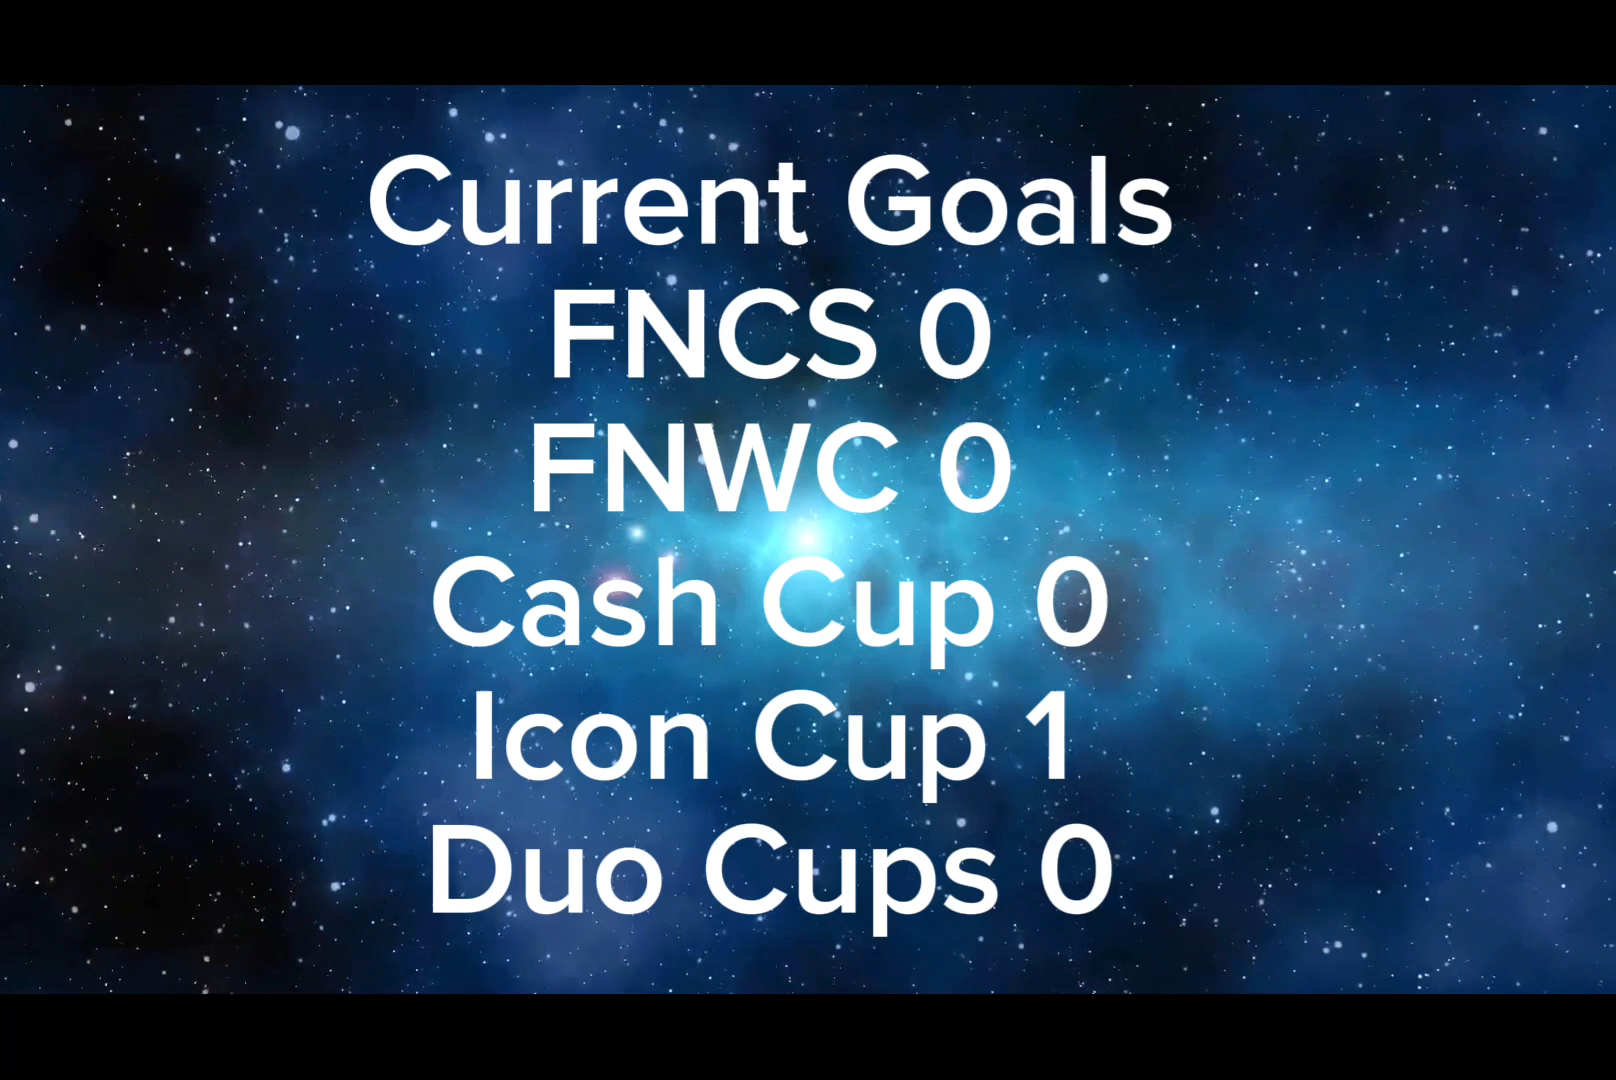 Current Goals
FNCS 0
FNWC 0
Cash Cup 0
Icon Cup 1
Duo Cups 0